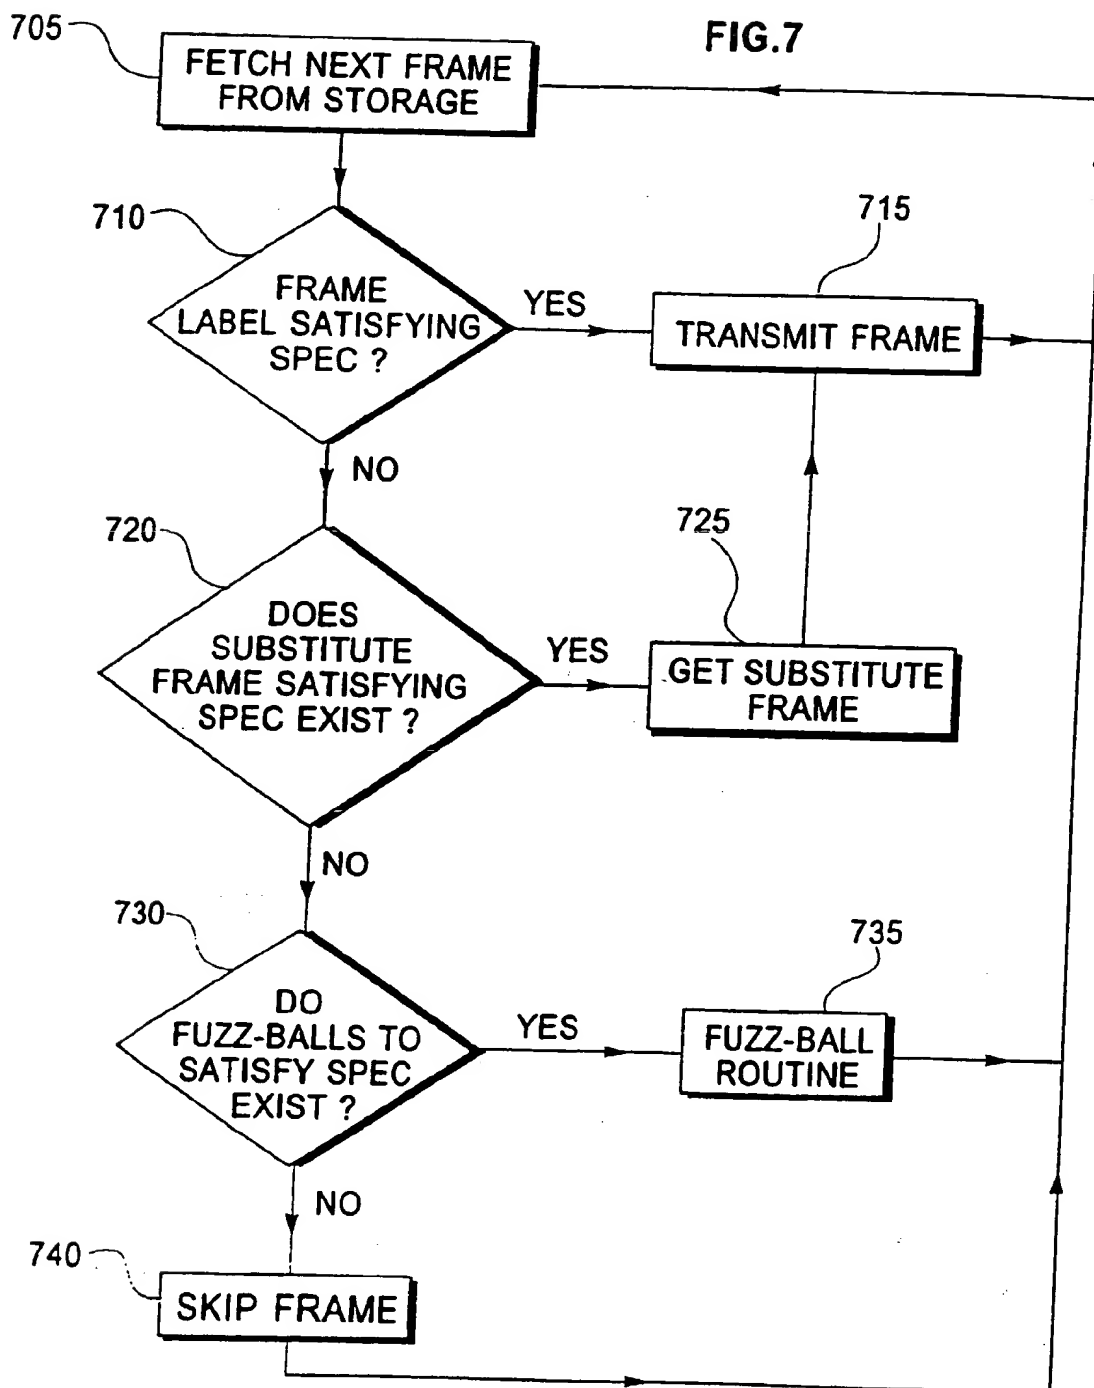 FIG.7
705
FETCH NEXT FRAME
FROM STORAGE
710
FRAME
LABEL SATISFYING
SPEC ?
YES
715
TRANSMIT FRAME
NO
720
DOES
SUBSTITUTE
FRAME SATISFYING
SPEC EXIST ?
YES
725
GET SUBSTITUTE
FRAME
NO
730
DO
FUZZ-BALLS TO
SATISFY SPEC
EXIST ?
YES
735
FUZZ-BALL
ROUTINE
NO
740
SKIP FRAME